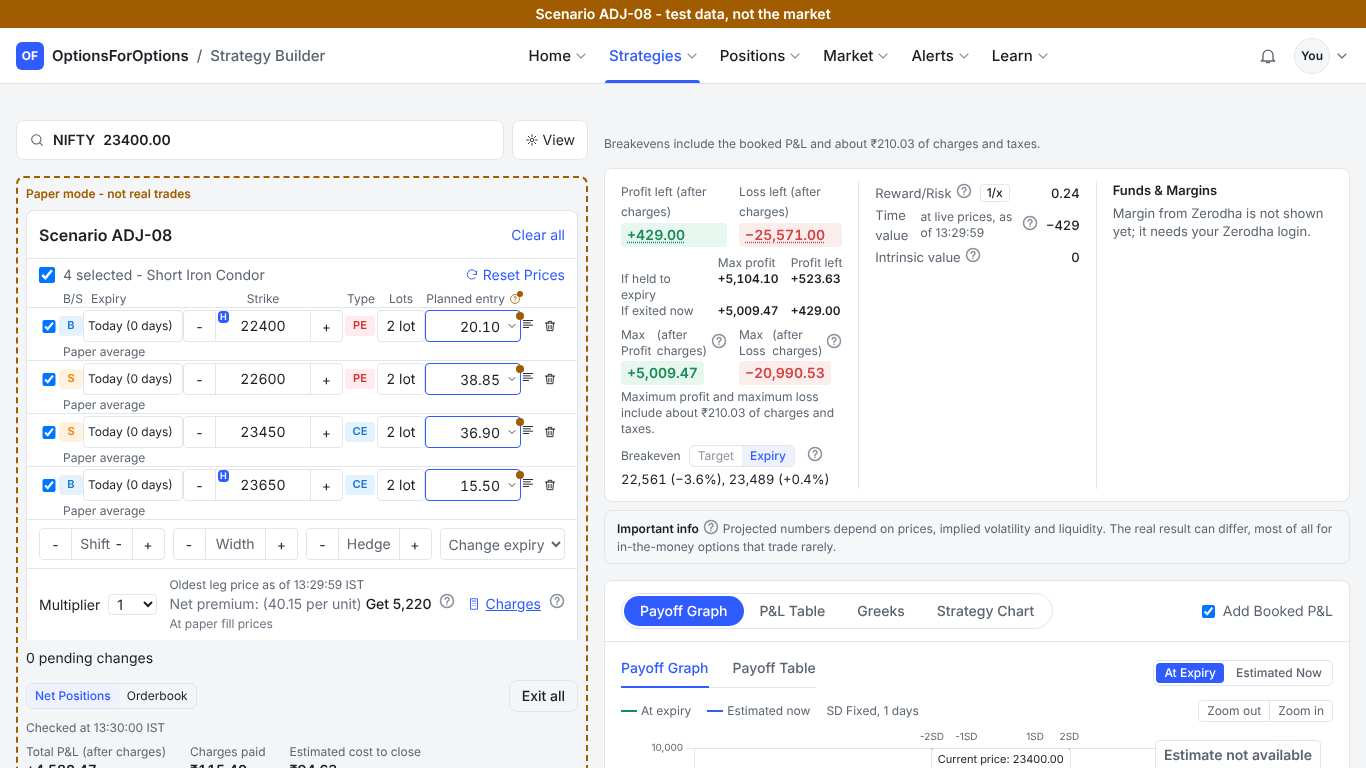 Scenario ADJ-08 - test data, not the market
OF OptionsForOptions / Strategy Builder
Home Strategies Positions Market Alerts Learn
You
NIFTY 23400.00
View
Paper mode - not real trades
Scenario ADJ-08
Clear all
4 selected - Short Iron Condor
Reset Prices
B/S Expiry Strike Type Lots Planned entry
B Today (0 days) - H 22400 + PE 2 lot 20.10
Paper average
S Today (0 days) - 22600 + PE 2 lot 38.85
Paper average
S Today (0 days) - 23450 + CE 2 lot 36.90
Paper average
B Today (0 days) - H 23650 + CE 2 lot 15.50
Paper average
- Shift - + - Width + - Hedge + Change expiry
Oldest leg price as of 13:29:59 IST
Multiplier 1 Net premium: (40.15 per unit) Get 5,220 Charges
At paper fill prices
0 pending changes
Net Positions Orderbook
Exit all
Checked at 13:30:00 IST
Total P&L (after charges) Charges paid Estimated cost to close
Breakevens include the booked P&L and about ₹210.03 of charges and taxes.
Profit left (after charges)
+429.00
Loss left (after charges)
−25,571.00
Max profit Profit left
If held to expiry +5,104.10 +523.63
If exited now +5,009.47 +429.00
Max Profit (after charges)
+5,009.47
Max Loss (after charges)
−20,990.53
Maximum profit and maximum loss
include about ₹210.03 of charges and
taxes.
Breakeven Target Expiry
22,561 (−3.6%), 23,489 (+0.4%)
Reward/Risk 1/x 0.24
Time value at live prices, as of 13:29:59 −429
Intrinsic value 0
Funds & Margins
Margin from Zerodha is not shown
yet; it needs your Zerodha login.
Important info Projected numbers depend on prices, implied volatility and liquidity. The real result can differ, most of all for
in-the-money options that trade rarely.
Payoff Graph P&L Table Greeks Strategy Chart
Add Booked P&L
Payoff Graph Payoff Table
At Expiry Estimated Now
At expiry Estimated now SD Fixed, 1 days
Zoom out Zoom in
-2SD -1SD 1SD 2SD
10,000
Current price: 23400.00
Estimate not available